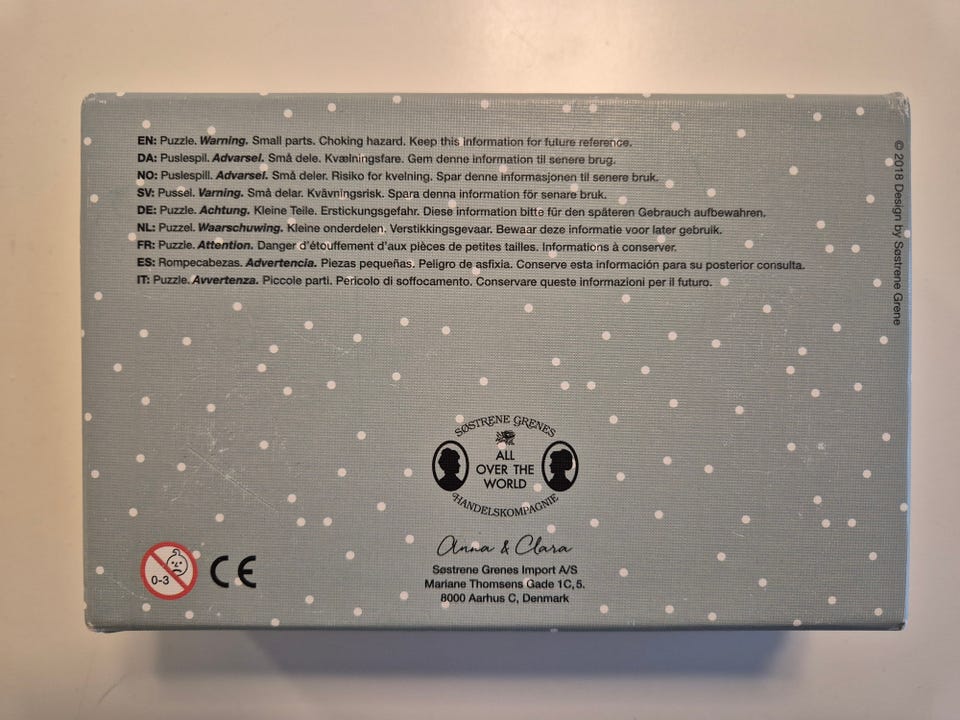 EN: Puzzle. Warning. Small parts. Choking hazard. Keep this information for future reference.
DA: Puslespil. Advarsel. Små dele. Kvælningsfare. Gem denne information til senere brug.
NO: Puslespill. Advarsel. Små deler. Risiko for kvelning. Spar denne informasjonen til senere bruk.
SV: Pussel. Varning. Små delar. Kvävningsrisk. Spara denna information för senare bruk.
DE: Puzzle. Achtung. Kleine Teile. Erstickungsgefahr. Diese information bitte für den späteren Gebrauch aufbewahren.
NL: Puzzel. Waarschuwing. Kleine onderdelen. Verstikkingsgevaar. Bewaar deze informatie voor later gebruik.
FR: Puzzle. Attention. Danger d'étouffement d'aux pièces de petites tailles. Informations à conserver.
ES: Rompecabezas. Advertencia. Piezas pequeñas. Peligro de asfixia. Conserve esta información para su posterior consulta.
IT: Puzzle. Avvertenza. Piccole parti. Pericolo di soffocamento. Conservare queste informazioni per il futuro.
© 2018 Design by Søstrene Grene
SØSTRENE GRENES
ALL
OVER THE
WORLD
HANDELSKOMPAGNIE
Anna & Clara
Søstrene Grenes Import A/S
Mariane Thomsens Gade 1C, 5.
8000 Aarhus C, Denmark
0-3
CE